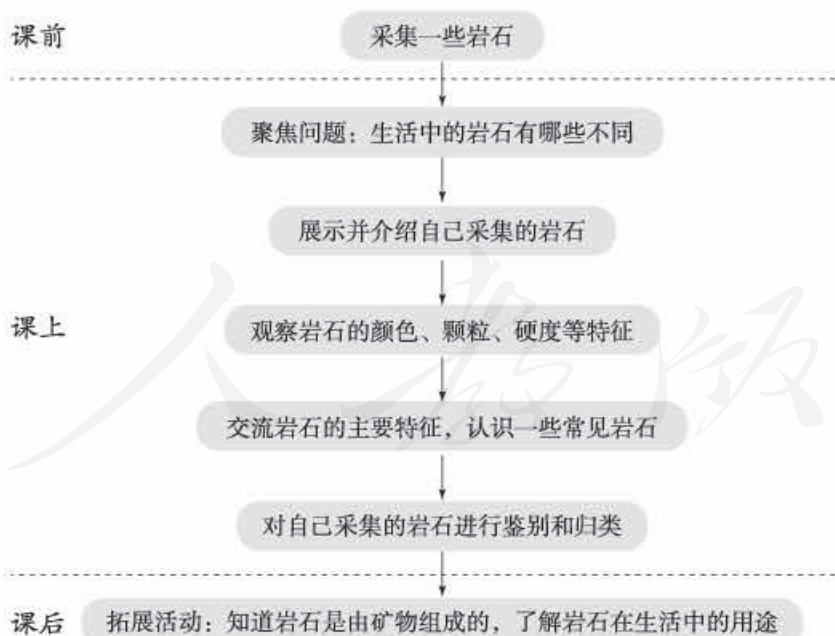 课前
采集一些岩石
聚焦问题：生活中的岩石有哪些不同
展示并介绍自己采集的岩石
课上
观察岩石的颜色、颗粒、硬度等特征
交流岩石的主要特征，认识一些常见岩石
对自己采集的岩石进行鉴别和归类
课后
拓展活动：知道岩石是由矿物组成的，了解岩石在生活中的用途
人教版